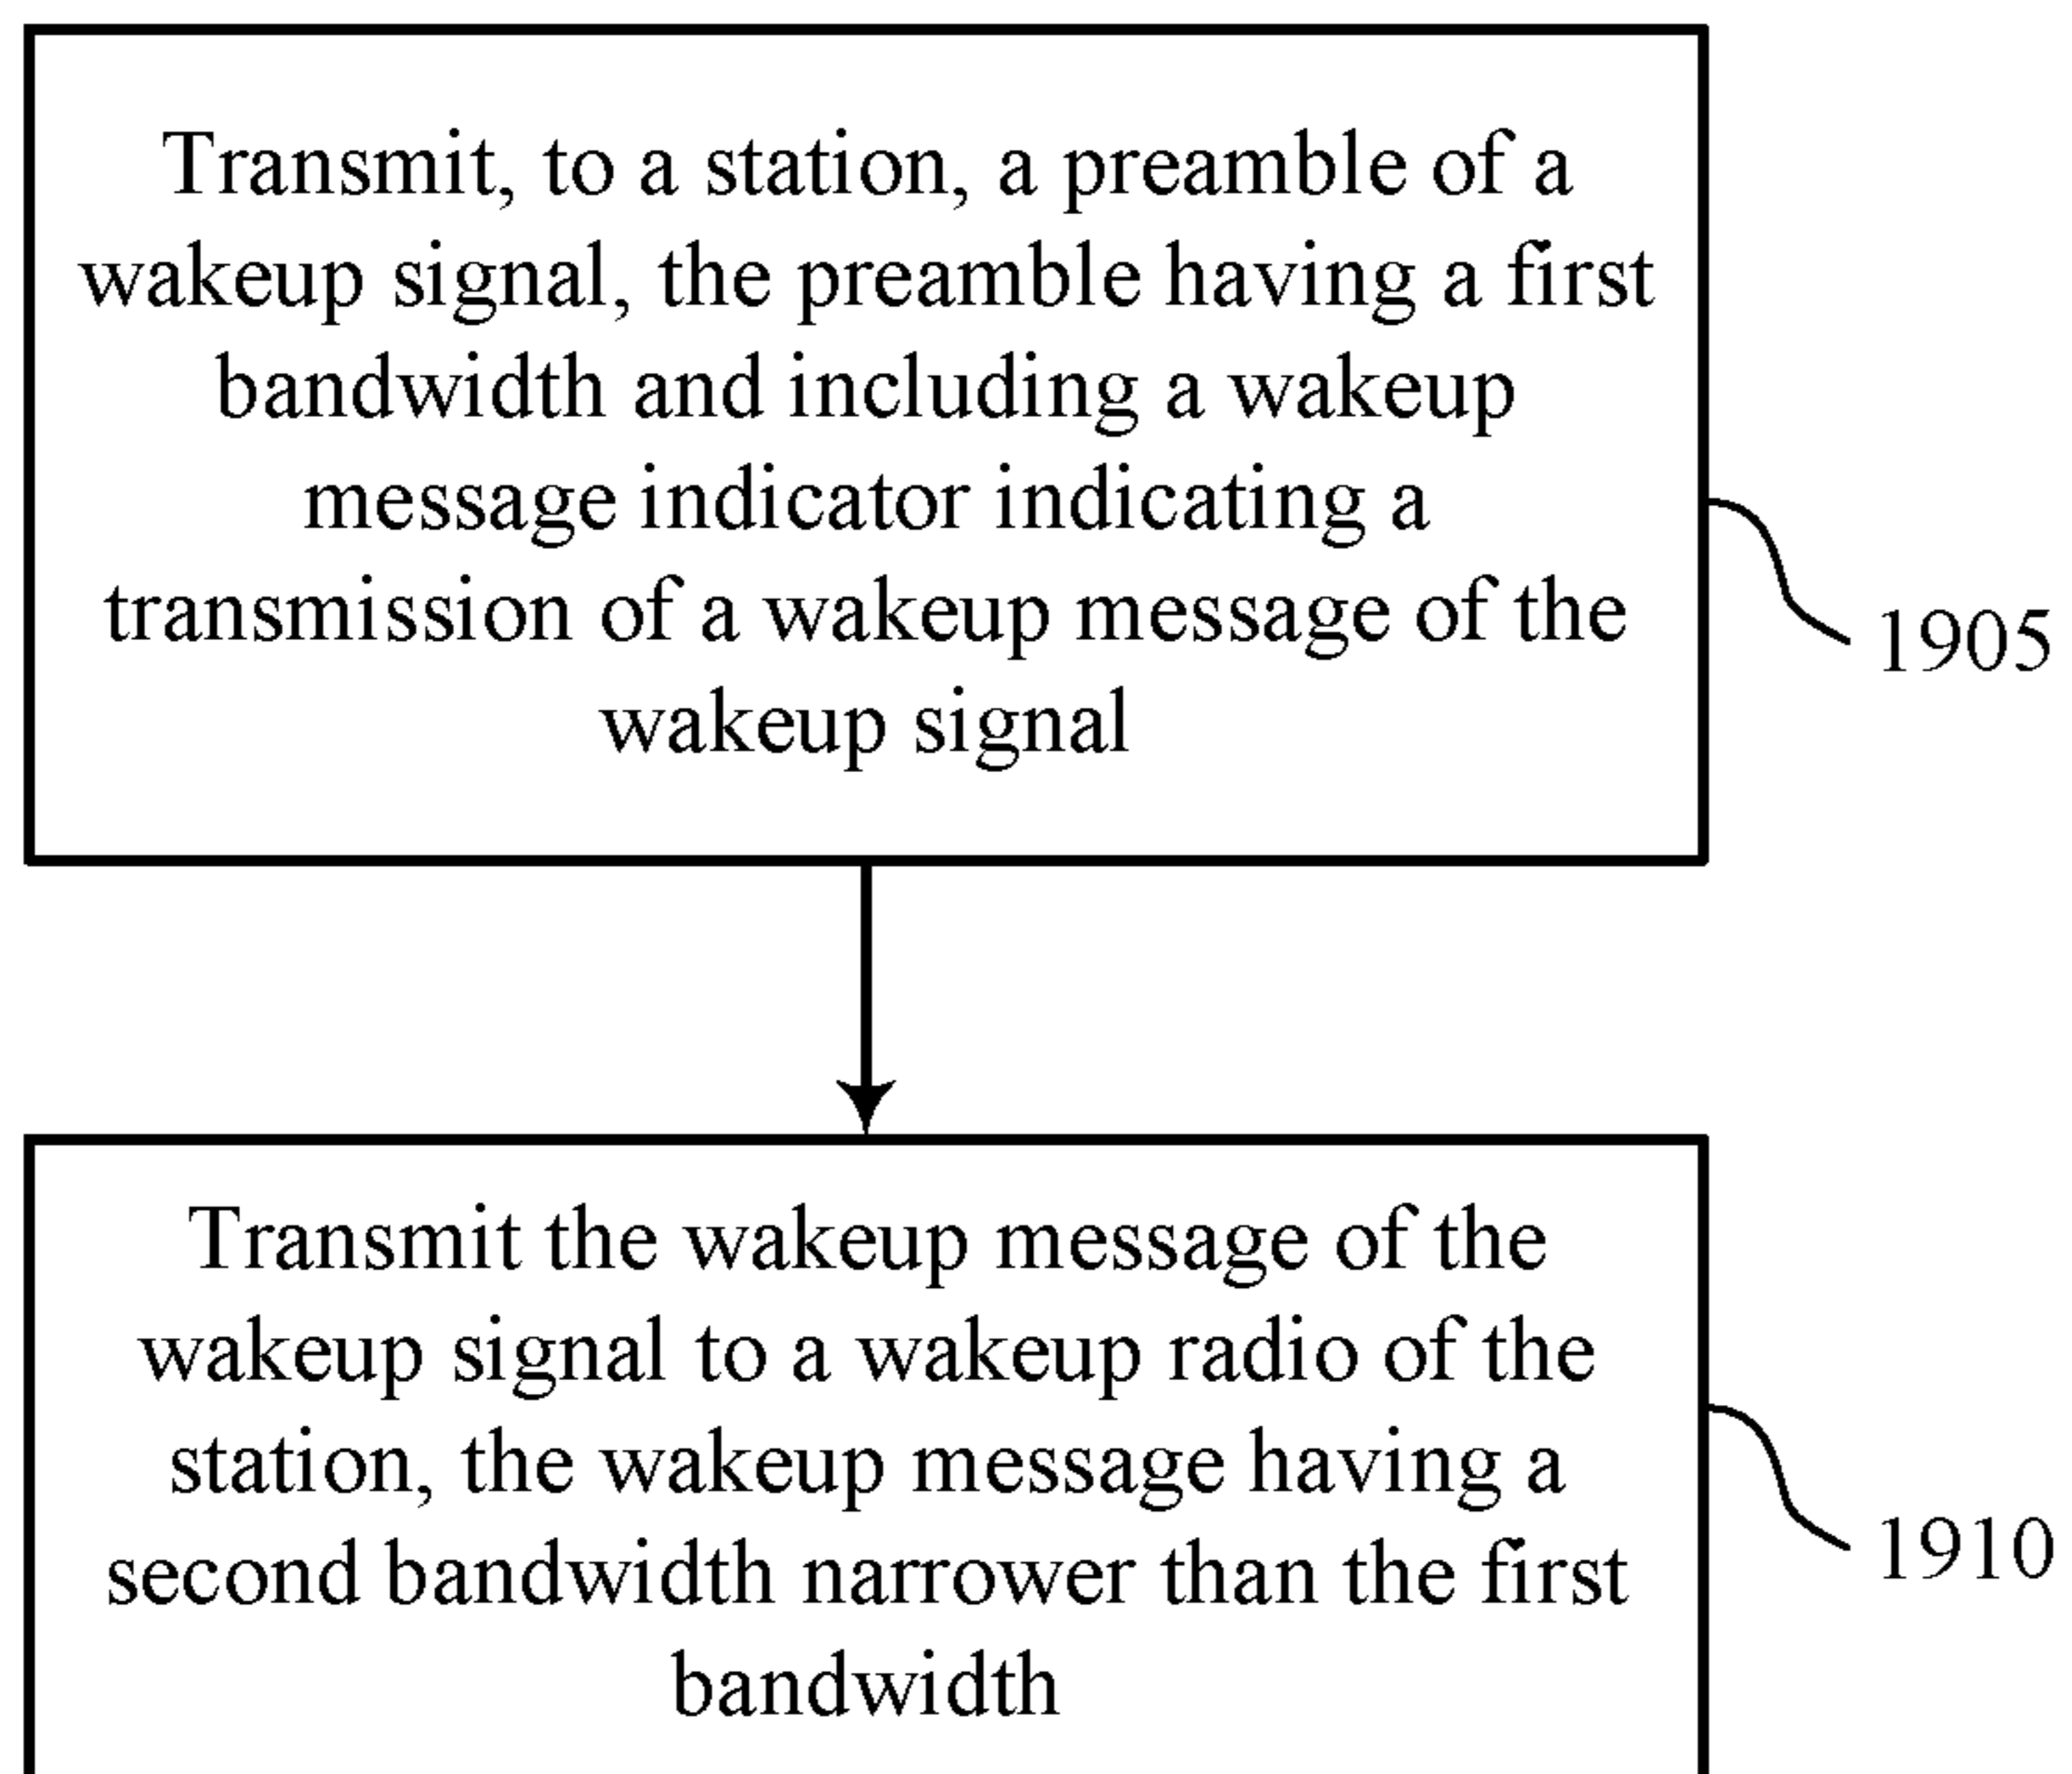 Transmit, to a station, a preamble of a
wakeup signal, the preamble having a first
bandwidth and including a wakeup
message indicator indicating a
transmission of a wakeup message of the
wakeup signal
1905
Transmit the wakeup message of the
wakeup signal to a wakeup radio of the
station, the wakeup message having a
second bandwidth narrower than the first
bandwidth
1910